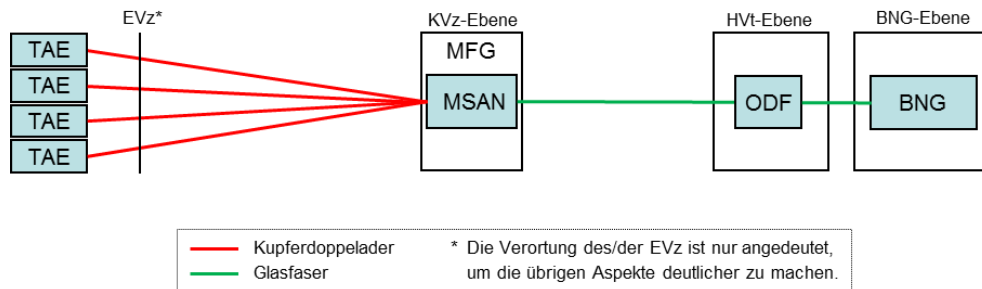 EVz*
KVz-Ebene
HVt-Ebene
BNG-Ebene
TAE
TAE
TAE
TAE
MFG
MSAN
ODF
BNG
Kupferdoppelader
Glasfaser
* Die Verortung des/der EVz ist nur angedeutet,
um die übrigen Aspekte deutlicher zu machen.